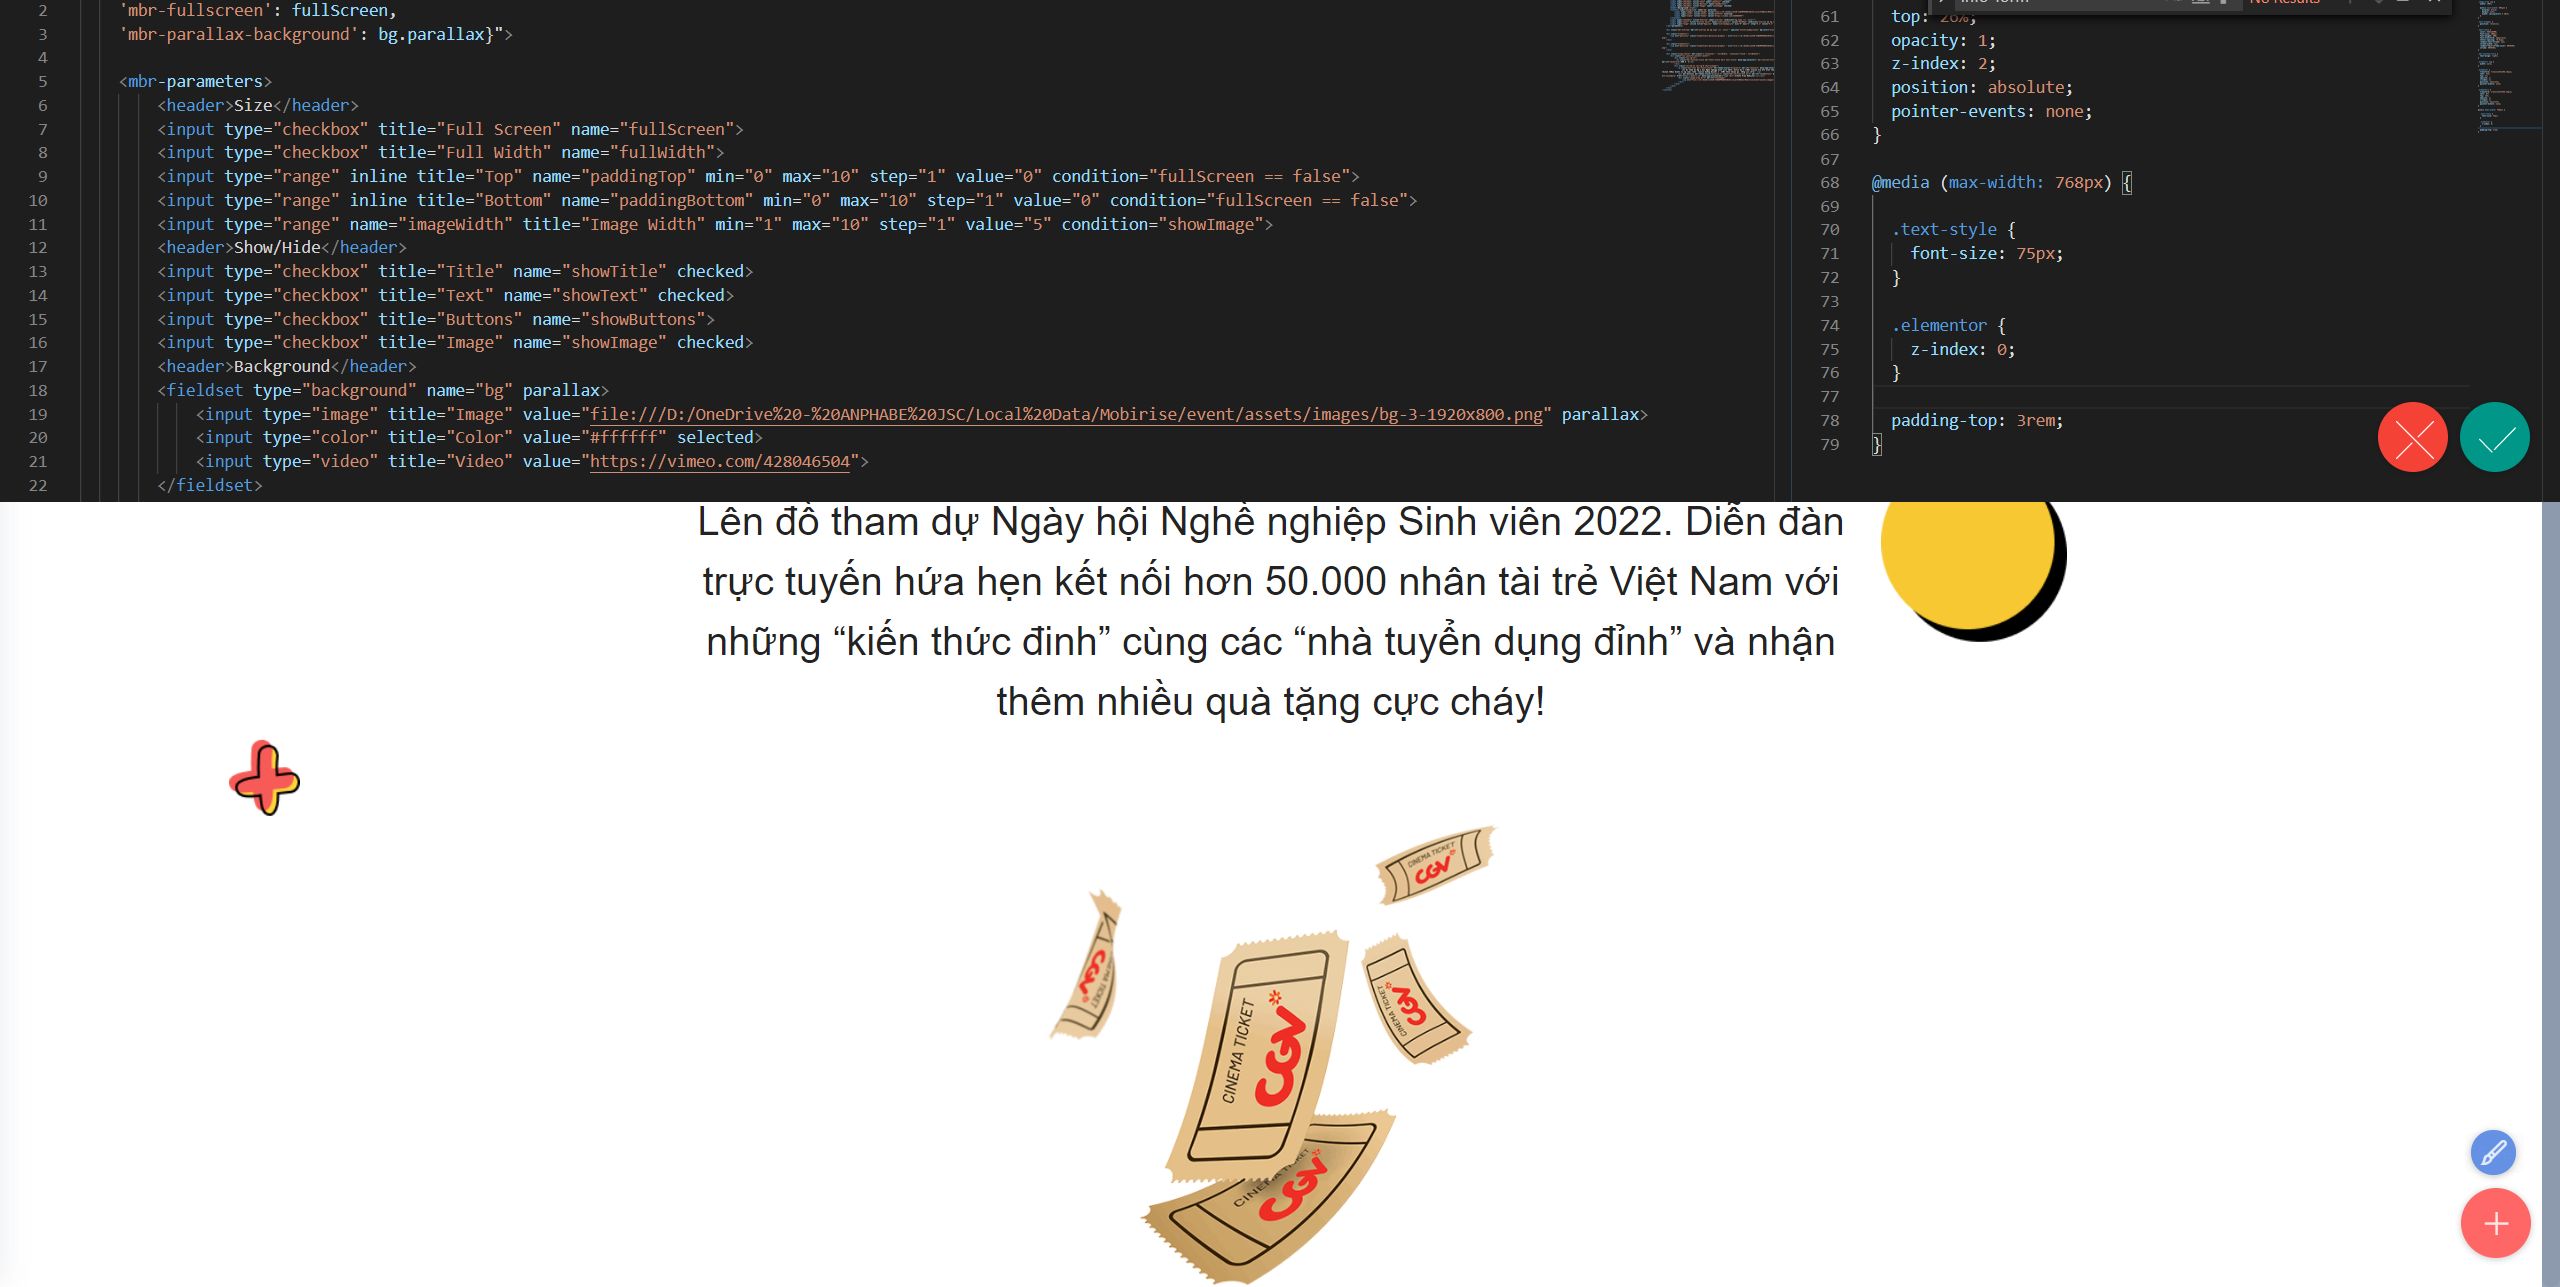 2 'mbr-fullscreen': fullScreen,
3 'mbr-parallax-background': bg.parallax}">
4
5 <mbr-parameters>
6 <header>Size</header>
7 <input type="checkbox" title="Full Screen" name="fullScreen">
8 <input type="checkbox" title="Full Width" name="fullWidth">
9 <input type="range" inline title="Top" name="paddingTop" min="0" max="10" step="1" value="0" condition="fullScreen == false">
10 <input type="range" inline title="Bottom" name="paddingBottom" min="0" max="10" step="1" value="0" condition="fullScreen == false">
11 <input type="range" name="imageWidth" title="Image Width" min="1" max="10" step="1" value="5" condition="showImage">
12 <header>Show/Hide</header>
13 <input type="checkbox" title="Title" name="showTitle" checked>
14 <input type="checkbox" title="Text" name="showText" checked>
15 <input type="checkbox" title="Buttons" name="showButtons">
16 <input type="checkbox" title="Image" name="showImage" checked>
17 <header>Background</header>
18 <fieldset type="background" name="bg" parallax>
19 <input type="image" title="Image" value="file:///D:/OneDrive%20-%20ANPHABE%20JSC/Local%20Data/Mobirise/event/assets/images/bg-3-1920x800.png" parallax>
20 <input type="color" title="Color" value="#ffffff" selected>
21 <input type="video" title="Video" value="https://vimeo.com/428046504">
22 </fieldset>
No Results
61 top: 26%;
62 opacity: 1;
63 z-index: 2;
64 position: absolute;
65 pointer-events: none;
66 }
67
68 @media (max-width: 768px) {
69
70 .text-style {
71 font-size: 75px;
72 }
73
74 .elementor {
75 z-index: 0;
76 }
77
78 padding-top: 3rem;
79 }
Lên đồ tham dự Ngày hội Nghề nghiệp Sinh viên 2022. Diễn đàn
trực tuyến hứa hẹn kết nối hơn 50.000 nhân tài trẻ Việt Nam với
những “kiến thức đinh” cùng các “nhà tuyển dụng đỉnh” và nhận
thêm nhiều quà tặng cực cháy!
CINEMA TICKET
CGV
CINEMA TICKET
CGV
CINEMA TICKET
CGV
CINEMA TICKET
CGV
CGV